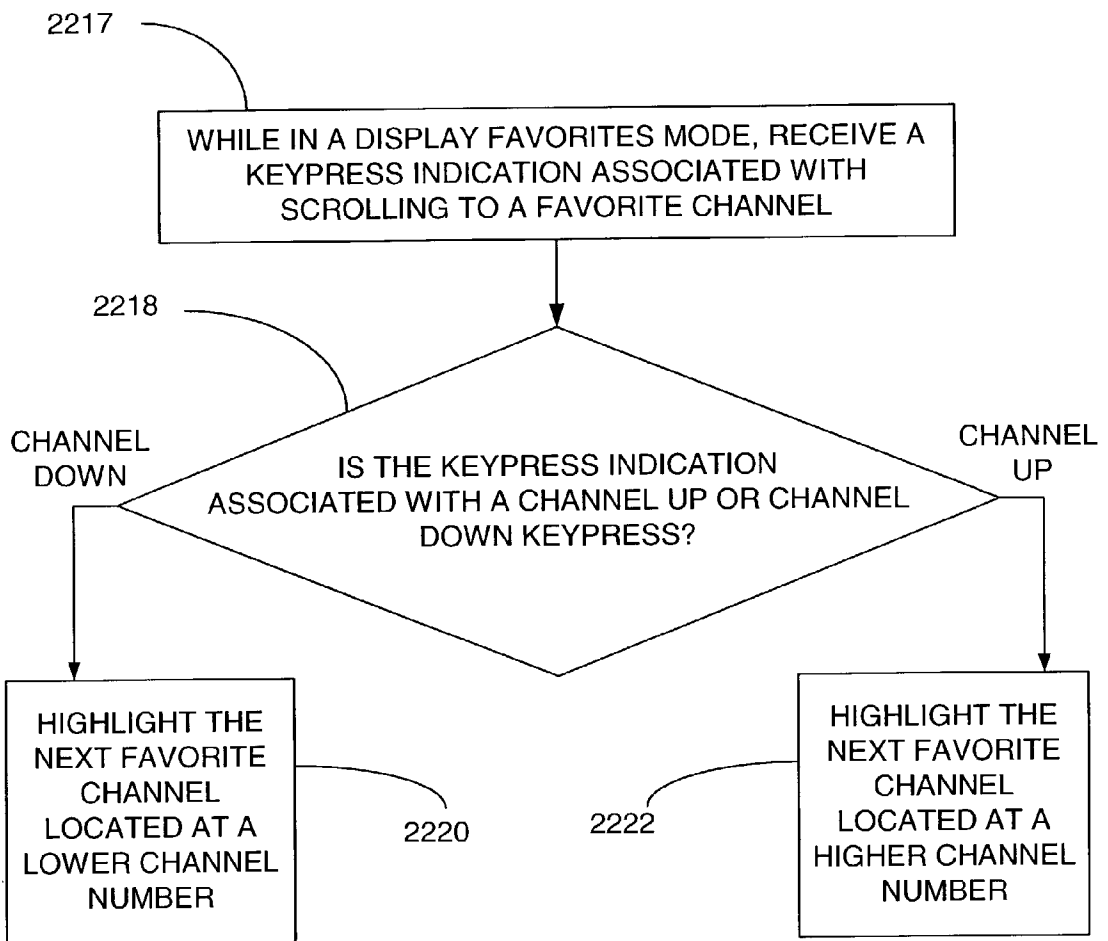 2217
WHILE IN A DISPLAY FAVORITES MODE, RECEIVE A
KEYPRESS INDICATION ASSOCIATED WITH
SCROLLING TO A FAVORITE CHANNEL
2218
CHANNEL
DOWN
CHANNEL
UP
IS THE KEYPRESS INDICATION
ASSOCIATED WITH A CHANNEL UP OR CHANNEL
DOWN KEYPRESS?
HIGHLIGHT THE
NEXT FAVORITE
CHANNEL
LOCATED AT A
LOWER CHANNEL
NUMBER
2220
2222
HIGHLIGHT THE
NEXT FAVORITE
CHANNEL
LOCATED AT A
HIGHER CHANNEL
NUMBER